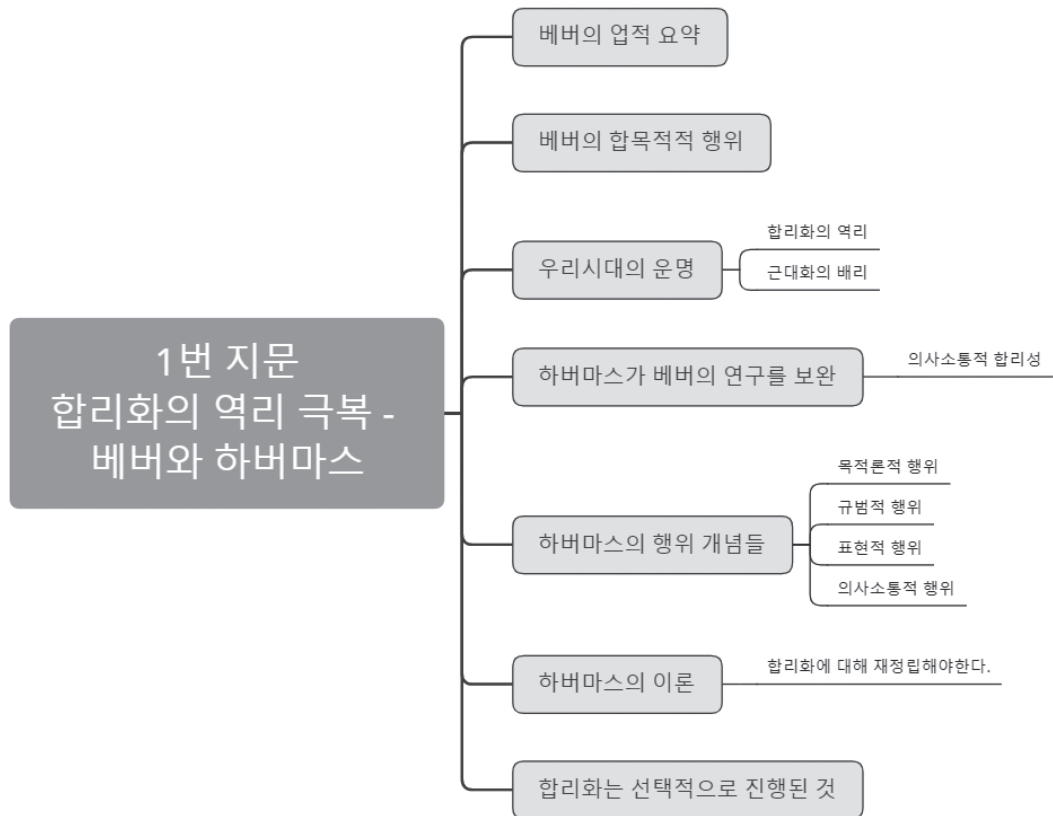 1번 지문
합리화의 역리 극복 -
베버와 하버마스
베버의 업적 요약
베버의 합목적적 행위
우리시대의 운명
합리화의 역리
근대화의 배리
하버마스가 베버의 연구를 보완
의사소통적 합리성
하버마스의 행위 개념들
목적론적 행위
규범적 행위
표현적 행위
의사소통적 행위
하버마스의 이론
합리화에 대해 재정립해야한다.
합리화는 선택적으로 진행된 것